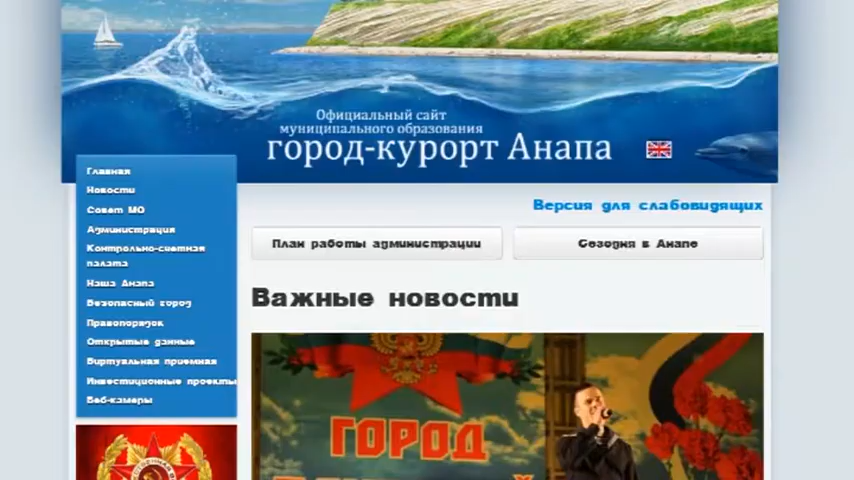 Официальный сайт
муниципального образования
город-курорт Анапа
Главная
Новости
Совет МО
Администрация
Контрольно-счетная
палата
Наша Анапа
Безопасный город
Правопорядок
Открытые данные
Виртуальная приемная
Инвестиционные проекты
Веб-камеры
Версия для слабовидящих
План работы администрации
Сегодня в Анапе
Важные новости
ГОРОД